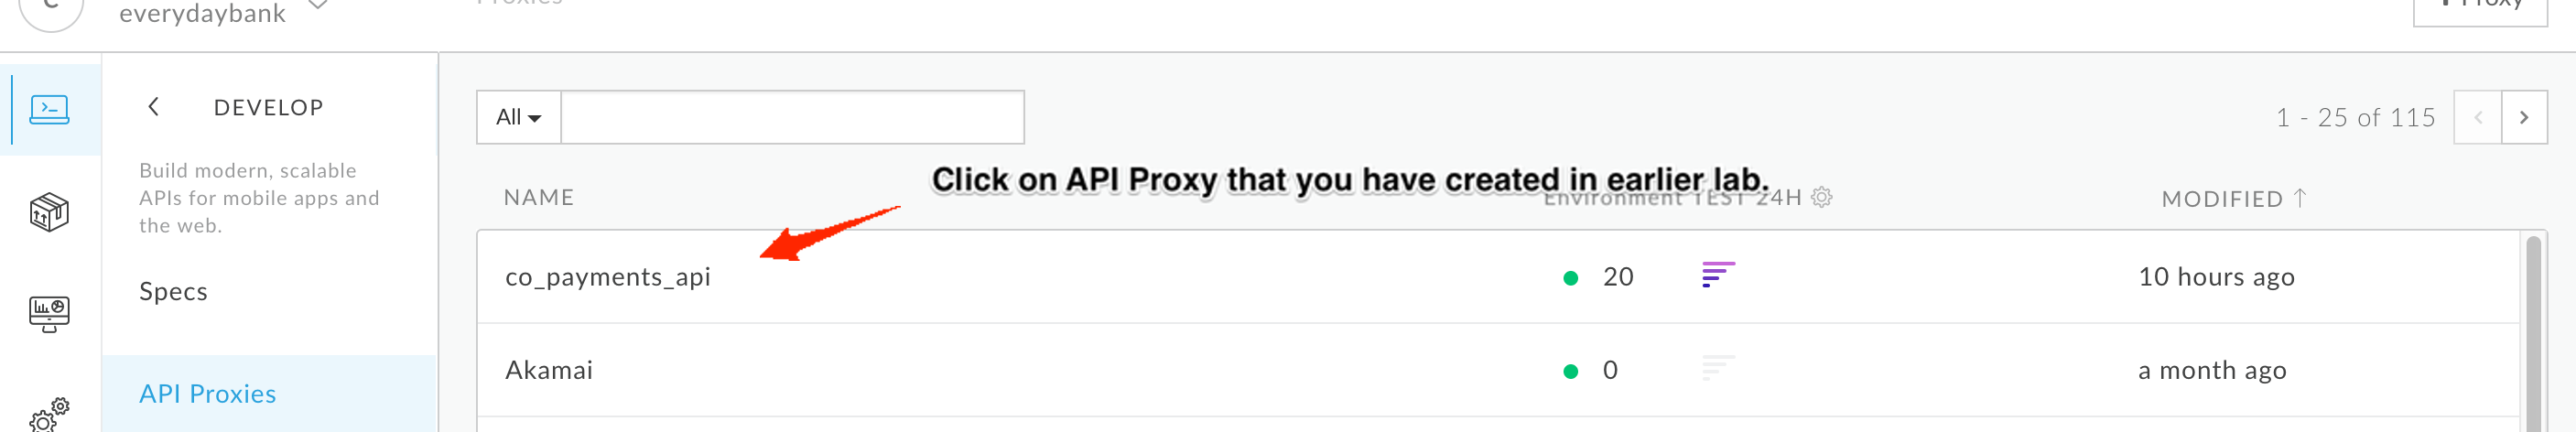 C
everydaybank
Proxies
Proxy
DEVELOP
Build modern, scalable
APIs for mobile apps and
the web.
Specs
API Proxies
All
1 - 25 of 115
Click on API Proxy that you have created in earlier lab.
NAME
Environment TEST 24H
MODIFIED ↑
co_payments_api
20
10 hours ago
Akamai
0
a month ago